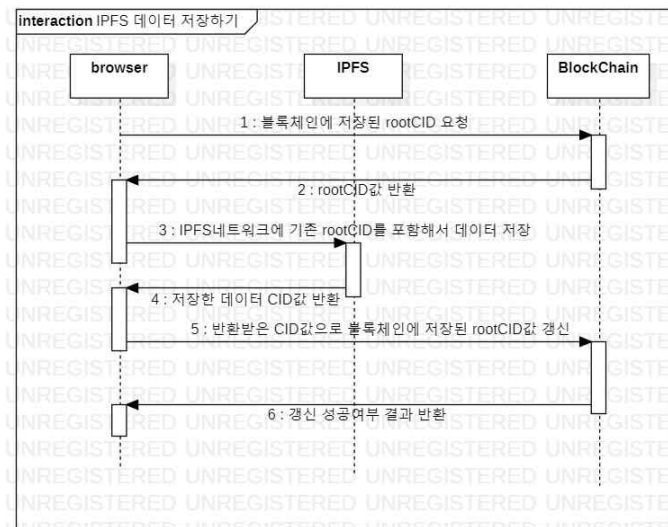 interaction IPFS 데이터 저장하기
browser
IPFS
BlockChain
1 : 블록체인에 저장된 rootCID 요청
2 : rootCID값 반환
3 : IPFS네트워크에 기존 rootCID를 포함해서 데이터 저장
4 : 저장한 데이터 CID값 반환
5 : 반환받은 CID값으로 블록체인에 저장된 rootCID값 갱신
6 : 갱신 성공여부 결과 반환
UNREGISTERED